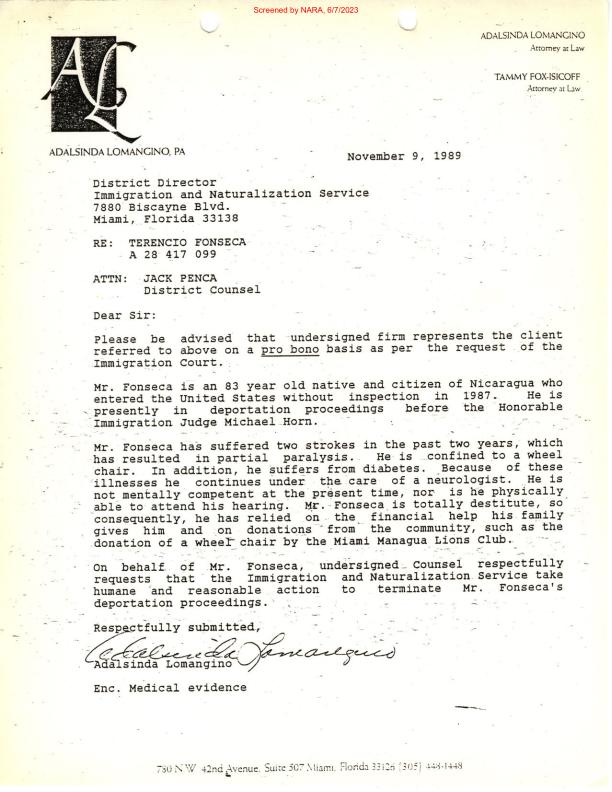 Screened by NARA, 6/7/2023
ADALSINDA LOMANGINO
Attorney at Law
TAMMY FOX-ISICOFF
Attorney at Law
ALL
ADALSINDA LOMANGINO, PA
November 9, 1989
District Director
Immigration and Naturalization Service
7880 Biscayne Blvd.
Miami, Florida 33138
RE: TERENCIO FONSECA
A 28 417 099
ATTN: JACK PENCA
District Counsel
Dear Sir:
Please be advised that undersigned firm represents the client
referred to above on a pro bono basis as per the request of the
Immigration Court.
Mr. Fonseca is an 83 year old native and citizen of Nicaragua who
entered the United States without inspection in 1987. He is
presently in deportation proceedings before the Honorable
Immigration Judge Michael Horn.
Mr. Fonseca has suffered two strokes in the past two years, which
has resulted in partial paralysis. He is confined to a wheel
chair. In addition, he suffers from diabetes. Because of these
illnesses he continues under the care of a neurologist. He is
not mentally competent at the present time, nor is he physically
able to attend his hearing. Mr. Fonseca is totally destitute, so
consequently, he has relied on the financial help his family
gives him and on donations from the community, such as the
donation of a wheel chair by the Miami Managua Lions Club.
On behalf of Mr. Fonseca, undersigned Counsel respectfully
requests that the Immigration and Naturalization Service take
humane and reasonable action to terminate Mr. Fonseca's
deportation proceedings.
Respectfully submitted,
Adalsinda Lomangino
Adalsinda Lomangino
Enc. Medical evidence
780 N.W. 42nd Avenue, Suite 507 Miami, Florida 33126 (305) 448-1448